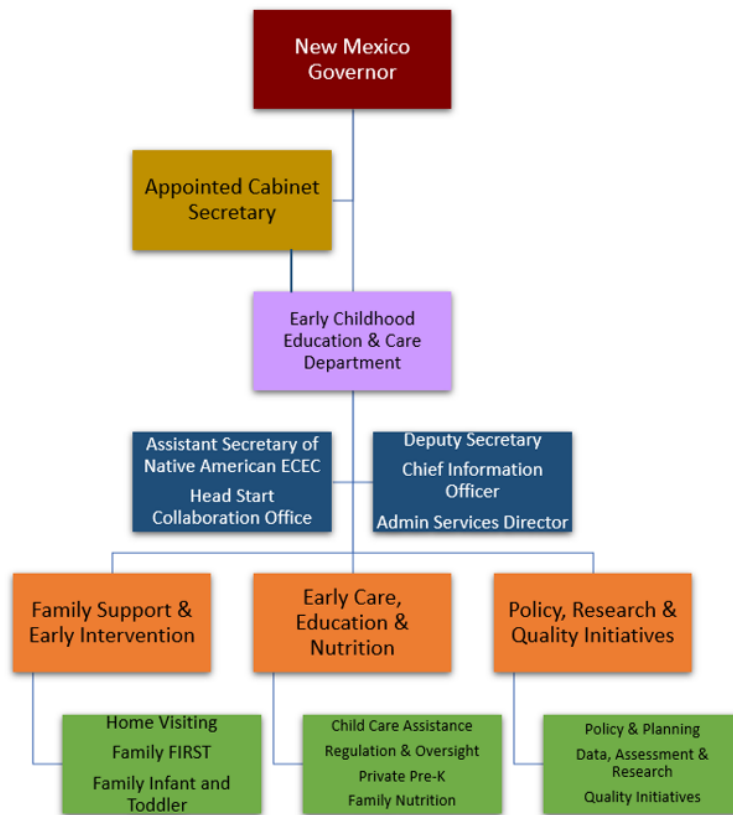 New Mexico
Governor
Appointed Cabinet
Secretary
Early Childhood
Education & Care
Department
Assistant Secretary of
Native American ECEC
Head Start
Collaboration Office
Deputy Secretary
Chief Information
Officer
Admin Services Director
Family Support &
Early Intervention
Early Care,
Education &
Nutrition
Policy, Research &
Quality Initiatives
Home Visiting
Family FIRST
Family Infant and
Toddler
Child Care Assistance
Regulation & Oversight
Private Pre-K
Family Nutrition
Policy & Planning
Data, Assessment &
Research
Quality Initiatives